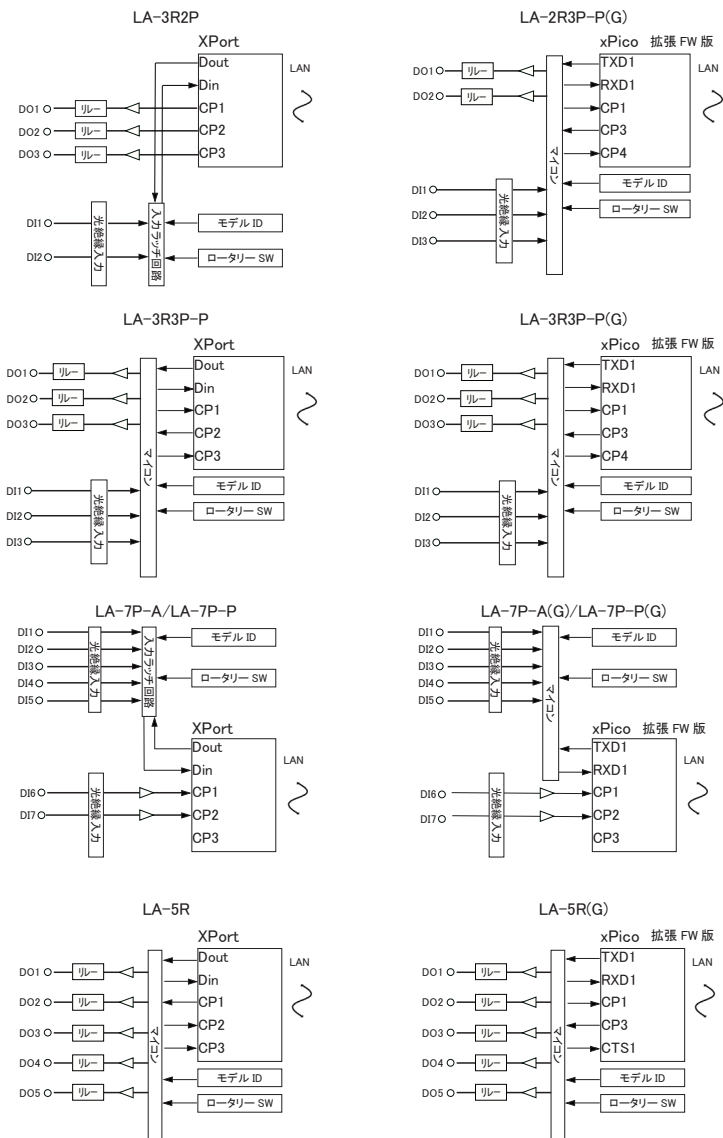 LA-3R2P
XPort
Dout
LAN
Din
DO1 リレー CP1
DO2 リレー CP2
DO3 リレー CP3
DI1
DI2
光絶縁入力
入力ラッチ回路
モデル ID
ロータリー SW
LA-2R3P-P(G)
xPico 拡張 FW 版
TXD1
LAN
DO1 リレー
RXD1
DO2 リレー
CP1
CP3
CP4
マイコン
DI1
DI2
DI3
光絶縁入力
モデル ID
ロータリー SW
LA-3R3P-P
XPort
DO1 リレー Dout
LAN
DO2 リレー Din
DO3 リレー CP1
CP2
CP3
マイコン
DI1
DI2
DI3
光絶縁入力
モデル ID
ロータリー SW
LA-3R3P-P(G)
xPico 拡張 FW 版
DO1 リレー TXD1
LAN
DO2 リレー RXD1
DO3 リレー CP1
CP3
CP4
マイコン
DI1
DI2
DI3
光絶縁入力
モデル ID
ロータリー SW
LA-7P-A/LA-7P-P
DI1
DI2
DI3
DI4
DI5
光絶縁入力
入力ラッチ回路
モデル ID
ロータリー SW
XPort
Dout
LAN
Din
DI6 CP1
DI7 CP2
CP3
光絶縁入力
LA-7P-A(G)/LA-7P-P(G)
DI1
DI2
DI3
DI4
DI5
光絶縁入力
マイコン
モデル ID
ロータリー SW
xPico 拡張 FW 版
TXD1
LAN
RXD1
DI6 CP1
DI7 CP2
CP3
光絶縁入力
LA-5R
XPort
Dout
LAN
DO1 リレー Din
DO2 リレー CP1
CP2
DO3 リレー
CP3
DO4 リレー
DO5 リレー
マイコン
モデル ID
ロータリー SW
LA-5R(G)
xPico 拡張 FW 版
TXD1
LAN
DO1 リレー RXD1
DO2 リレー CP1
CP3
DO3 リレー
CTS1
DO4 リレー
DO5 リレー
マイコン
モデル ID
ロータリー SW